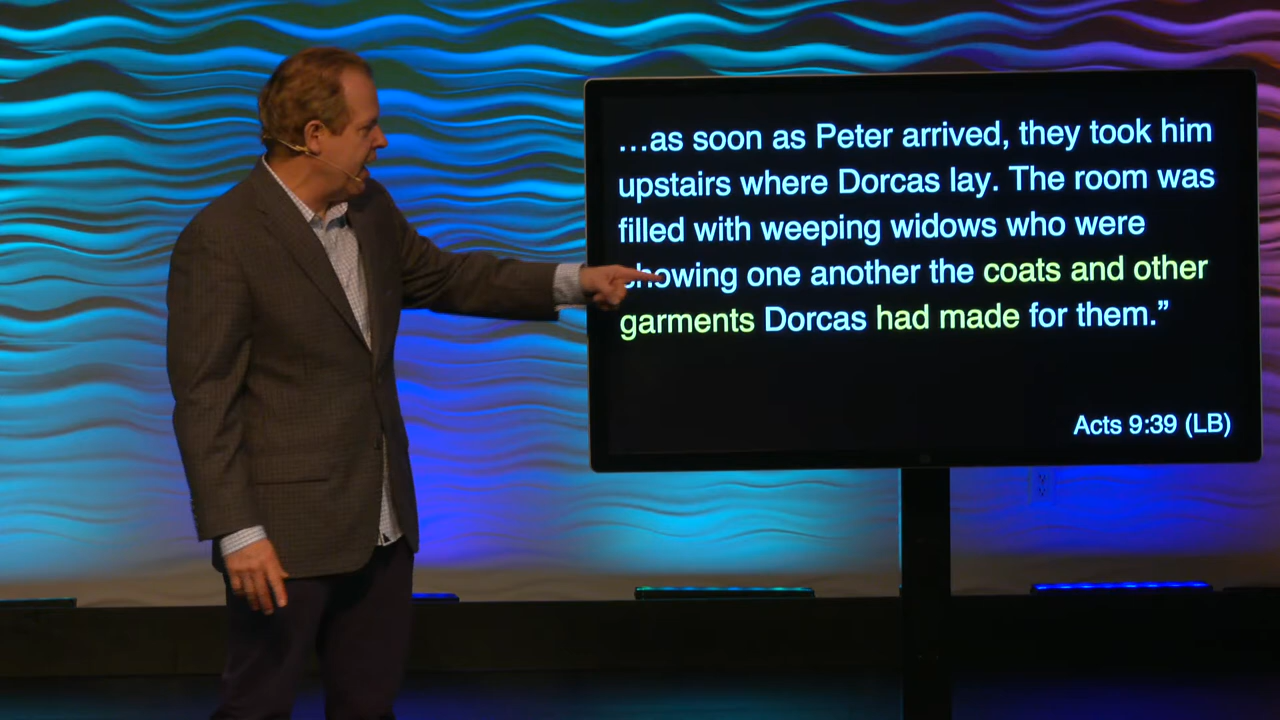 ...as soon as Peter arrived, they took him
upstairs where Dorcas lay. The room was
filled with weeping widows who were
showing one another the coats and other
garments Dorcas had made for them.”
Acts 9:39 (LB)